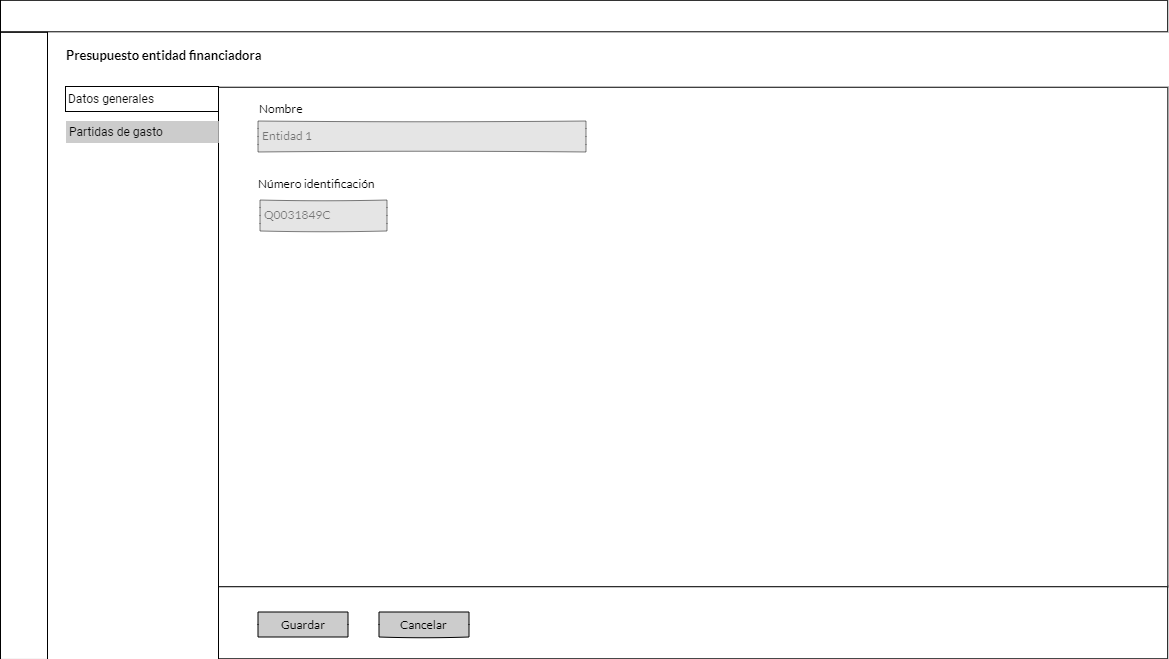 Presupuesto entidad financiadora
Datos generales
Partidas de gasto
Nombre
Entidad 1
Número identificación
Q0031849C
Guardar
Cancelar